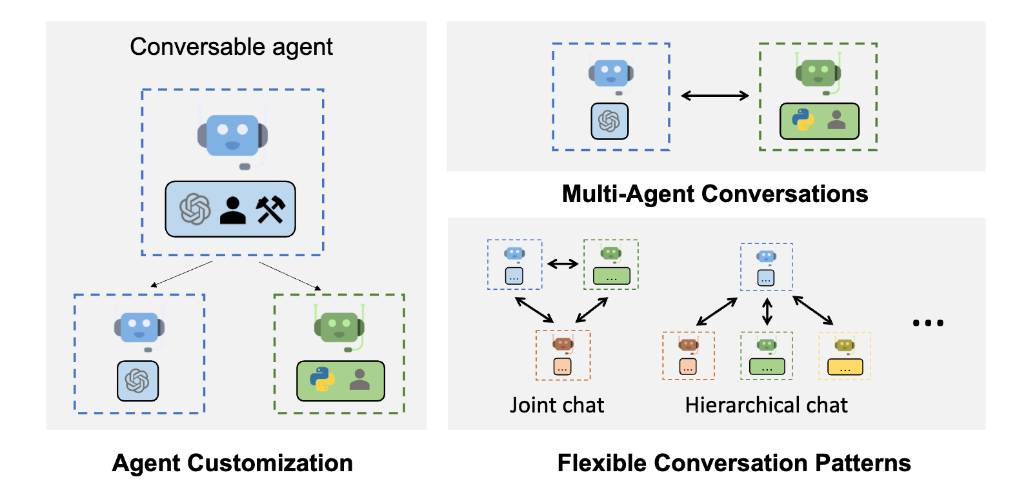 Conversable agent
Agent Customization
Multi-Agent Conversations
...
...
...
Joint chat
...
...
...
...
Hierarchical chat
...
Flexible Conversation Patterns